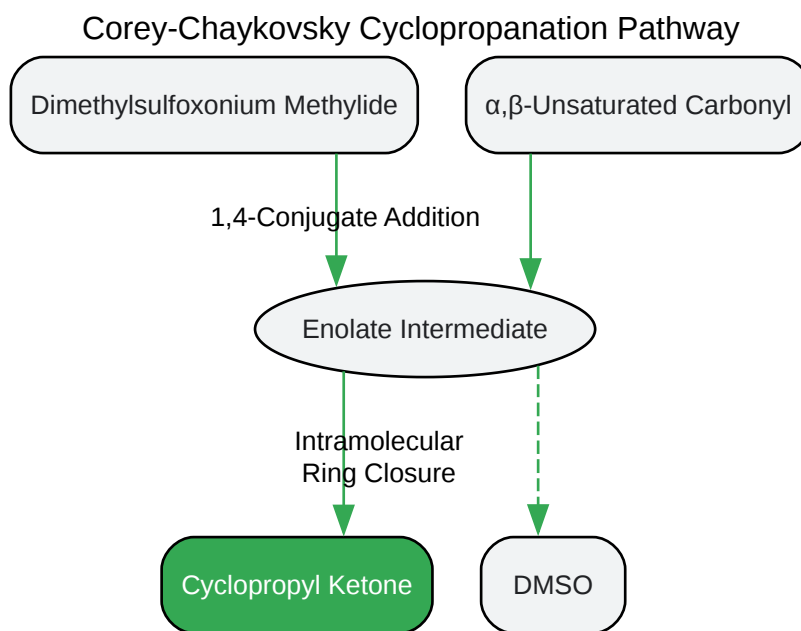 Corey-Chaykovsky Cyclopropanation Pathway
Dimethylsulfoxonium Methylide
α,β-Unsaturated Carbonyl
1,4-Conjugate Addition
Enolate Intermediate
Intramolecular
Ring Closure
Cyclopropyl Ketone
DMSO